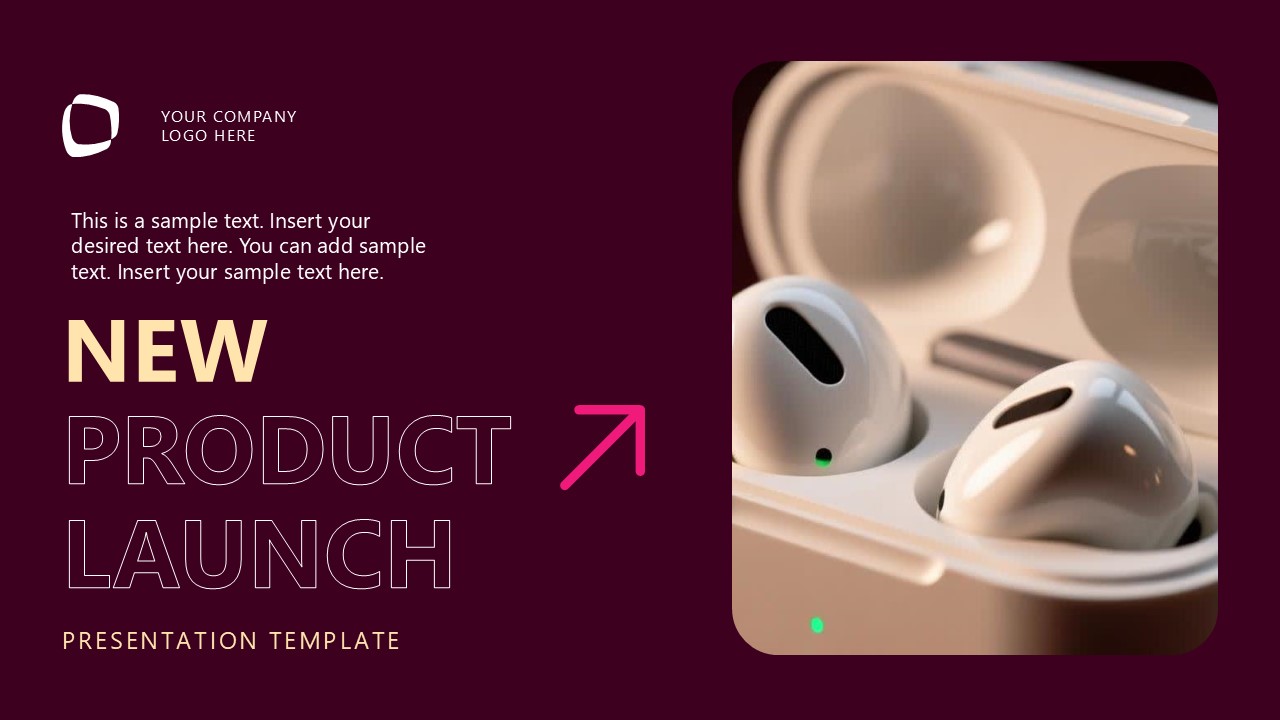 YOUR COMPANY
LOGO HERE
This is a sample text. Insert your
desired text here. You can add sample
text. Insert your sample text here.
NEW
PRODUCT
LAUNCH
PRESENTATION TEMPLATE